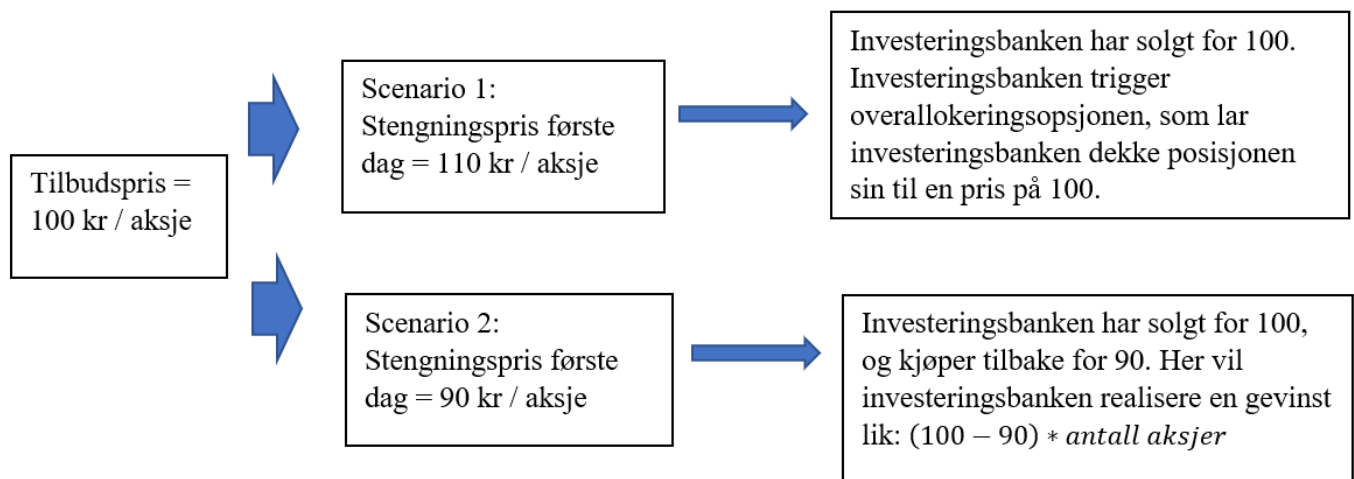 Tilbudspris =
100 kr / aksje
Scenario 1:
Stengningspris første
dag = 110 kr / aksje
Investeringsbanken har solgt for 100.
Investeringsbanken trigger
overallokeringsopsjonen, som lar
investeringsbanken dekke posisjonen
sin til en pris på 100.
Scenario 2:
Stengningspris første
dag = 90 kr / aksje
Investeringsbanken har solgt for 100,
og kjøper tilbake for 90. Her vil
investeringsbanken realisere en gevinst
lik: (100 − 90) * antall aksjer